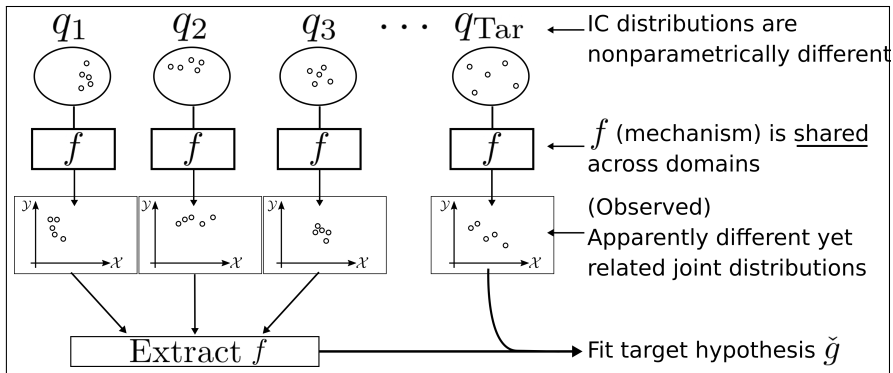 q₁ q₂ q₃ ··· q_Tar
IC distributions are
nonparametrically different
f f f f
f (mechanism) is shared
across domains
𝒴 𝒴 𝒴 𝒴
𝒳 𝒳 𝒳 𝒳
(Observed)
Apparently different yet
related joint distributions
Extract f
Fit target hypothesis ǧ